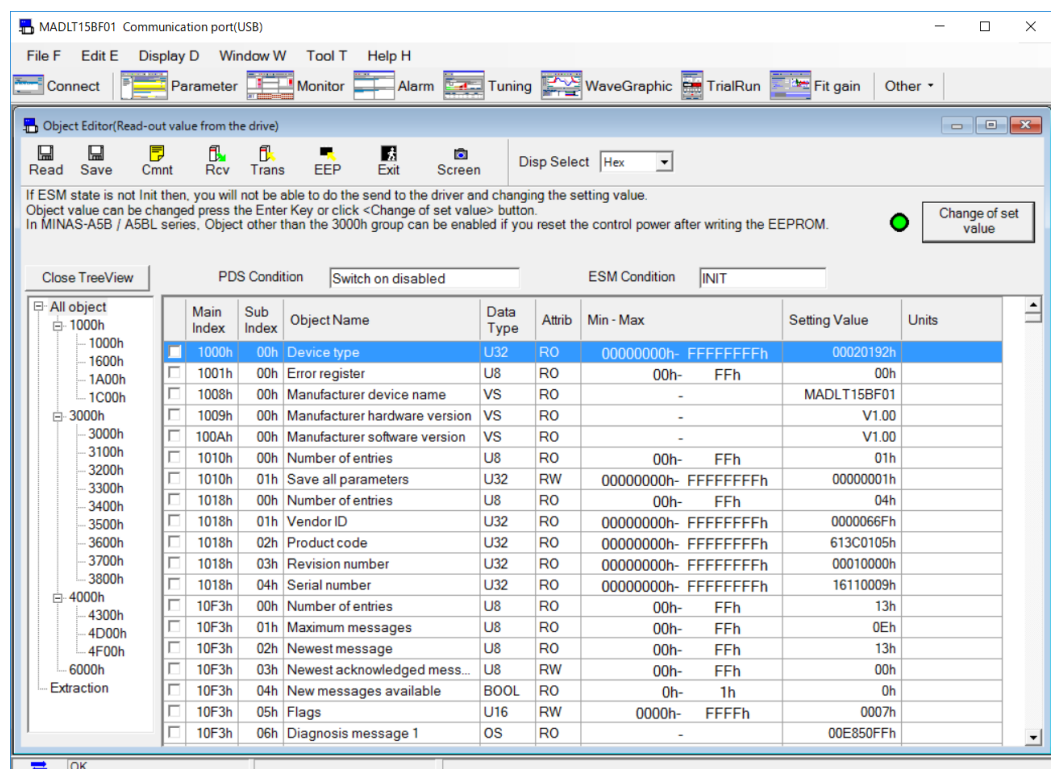 MADLT15BF01 Communication port(USB)
File F Edit E Display D Window W Tool T Help H
Connect Parameter Monitor Alarm Tuning WaveGraphic TrialRun Fit gain Other
Object Editor(Read-out value from the drive)
Read Save Cmnt Rcv Trans EEP Exit Screen Disp Select Hex
If ESM state is not Init then, you will not be able to do the send to the driver and changing the setting value.
Object value can be changed press the Enter Key or click <Change of set value> button.
In MINAS-A5B / A5BL series, Object other than the 3000h group can be enabled if you reset the control power after writing the EEPROM.
Change of set
value
Close TreeView PDS Condition Switch on disabled ESM Condition INIT
All object
1000h
1000h
1600h
1A00h
1C00h
3000h
3000h
3100h
3200h
3300h
3400h
3500h
3600h
3700h
3800h
4000h
4300h
4D00h
4F00h
6000h
Extraction
Main Index Sub Index Object Name Data Type Attrib Min - Max Setting Value Units
1000h 00h Device type U32 RO 00000000h- FFFFFFFFh 00020192h
1001h 00h Error register U8 RO 00h- FFh 00h
1008h 00h Manufacturer device name VS RO - MADLT15BF01
1009h 00h Manufacturer hardware version VS RO - V1.00
100Ah 00h Manufacturer software version VS RO - V1.00
1010h 00h Number of entries U8 RO 00h- FFh 01h
1010h 01h Save all parameters U32 RW 00000000h- FFFFFFFFh 00000001h
1018h 00h Number of entries U8 RO 00h- FFh 04h
1018h 01h Vendor ID U32 RO 00000000h- FFFFFFFFh 0000066Fh
1018h 02h Product code U32 RO 00000000h- FFFFFFFFh 613C0105h
1018h 03h Revision number U32 RO 00000000h- FFFFFFFFh 00010000h
1018h 04h Serial number U32 RO 00000000h- FFFFFFFFh 16110009h
10F3h 00h Number of entries U8 RO 00h- FFh 13h
10F3h 01h Maximum messages U8 RO 00h- FFh 0Eh
10F3h 02h Newest message U8 RO 00h- FFh 13h
10F3h 03h Newest acknowledged mess... U8 RW 00h- FFh 00h
10F3h 04h New messages available BOOL RO 0h- 1h 0h
10F3h 05h Flags U16 RW 0000h- FFFFh 0007h
10F3h 06h Diagnosis message 1 OS RO - 00E850FFh
OK